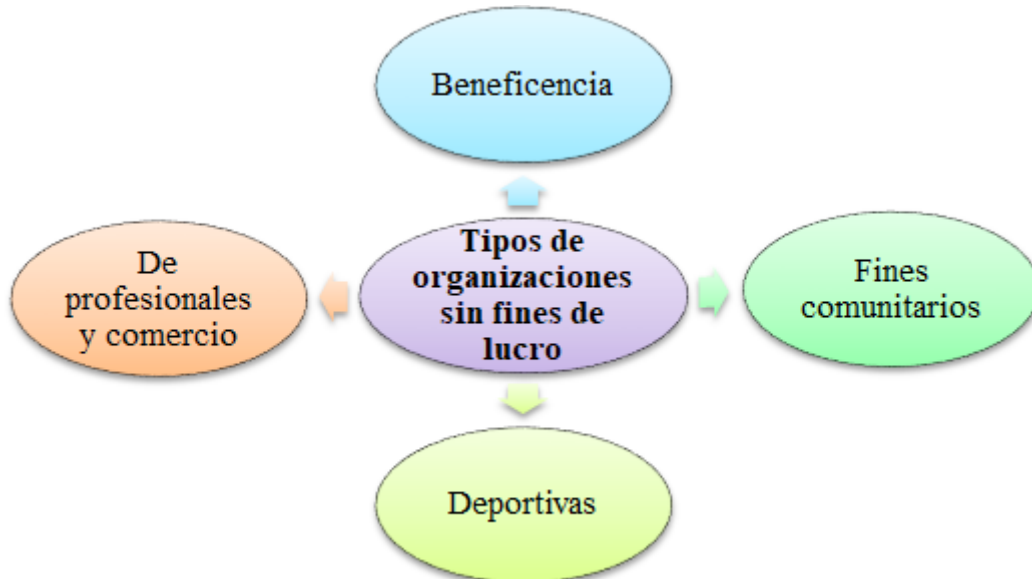 Beneficencia
De
profesionales
y comercio
Tipos de
organizaciones
sin fines de
lucro
Fines
comunitarios
Deportivas